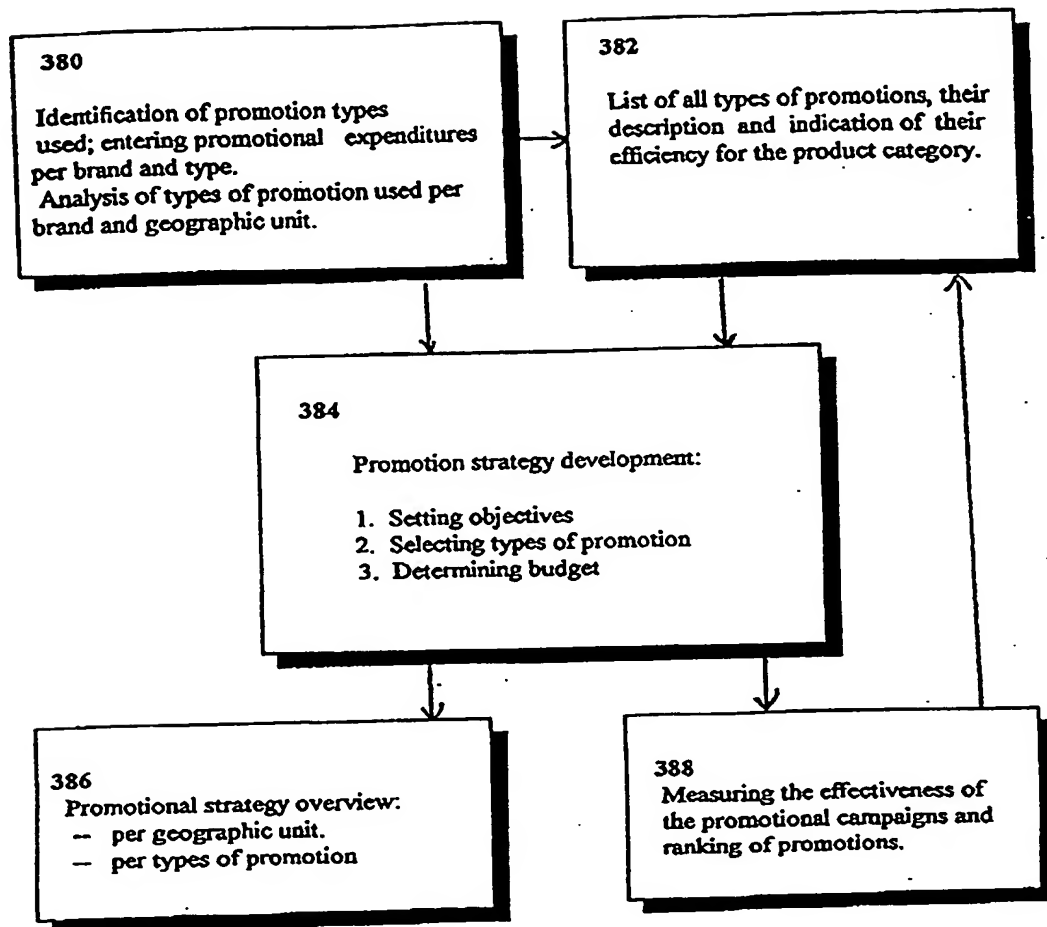 380
Identification of promotion types
used; entering promotional expenditures
per brand and type.
Analysis of types of promotion used per
brand and geographic unit.
382
List of all types of promotions, their
description and indication of their
efficiency for the product category.
384
Promotion strategy development:
1. Setting objectives
2. Selecting types of promotion
3. Determining budget
386
Promotional strategy overview:
— per geographic unit.
— per types of promotion
388
Measuring the effectiveness of
the promotional campaigns and
ranking of promotions.